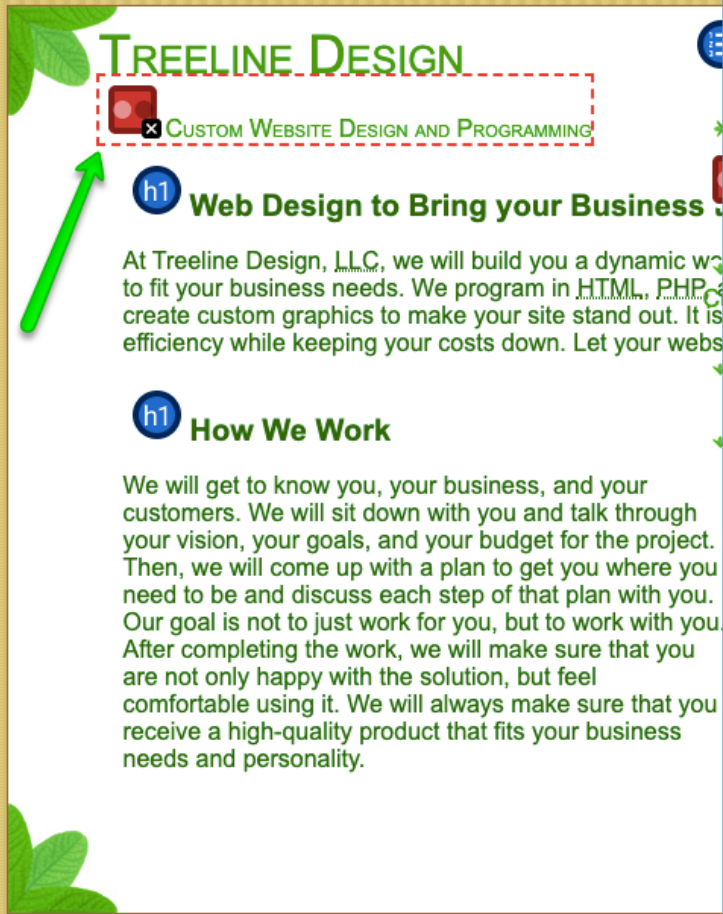 TREELINE DESIGN
CUSTOM WEBSITE DESIGN AND PROGRAMMING
h1
Web Design to Bring your Business
At Treeline Design, LLC, we will build you a dynamic
to fit your business needs. We program in HTML, PHP,
create custom graphics to make your site stand out. It is
efficiency while keeping your costs down. Let your
h1
How We Work
We will get to know you, your business, and your
customers. We will sit down with you and talk through
your vision, your goals, and your budget for the project.
Then, we will come up with a plan to get you where you
need to be and discuss each step of that plan with you.
Our goal is not to just work for you, but to work with you.
After completing the work, we will make sure that you
are not only happy with the solution, but feel
comfortable using it. We will always make sure that you
receive a high-quality product that fits your business
needs and personality.